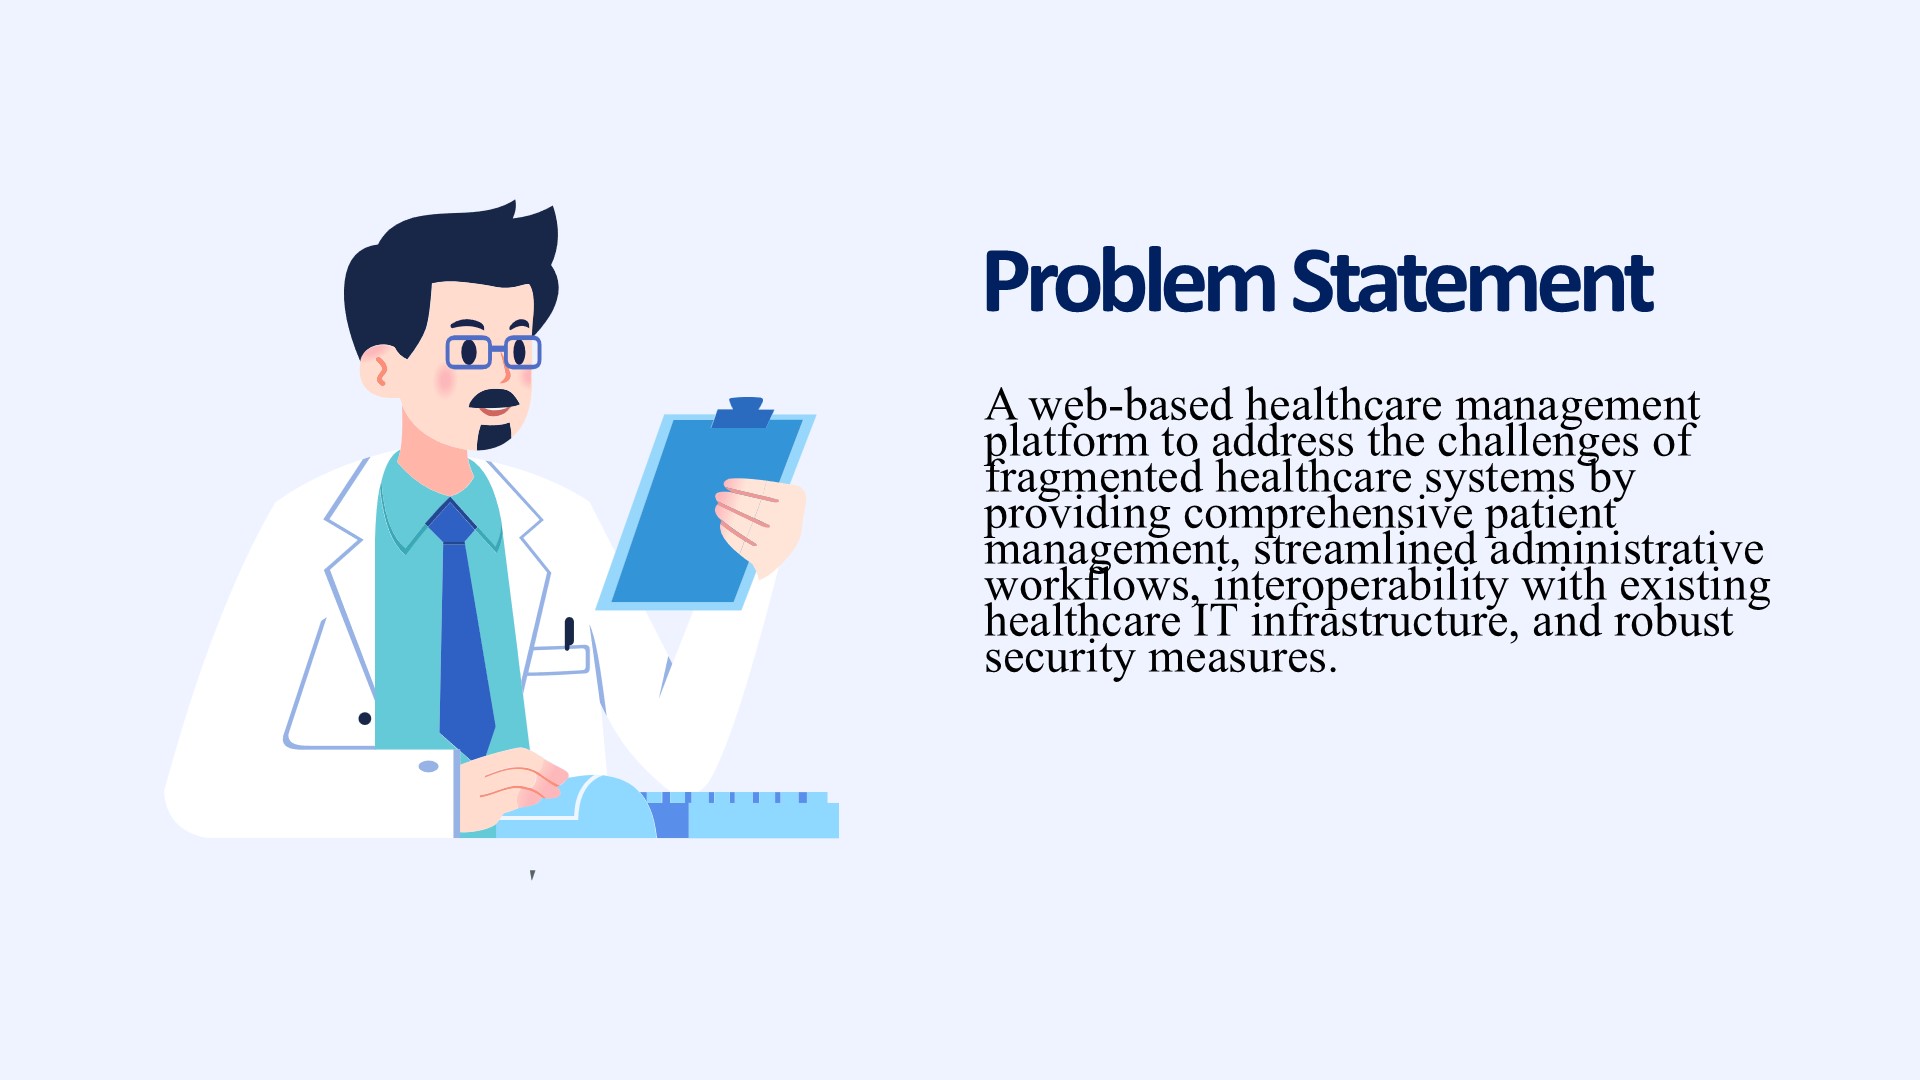 Problem Statement
A web-based healthcare management
platform to address the challenges of
fragmented healthcare systems by
providing comprehensive patient
management, streamlined administrative
workflows, interoperability with existing
healthcare IT infrastructure, and robust
security measures.